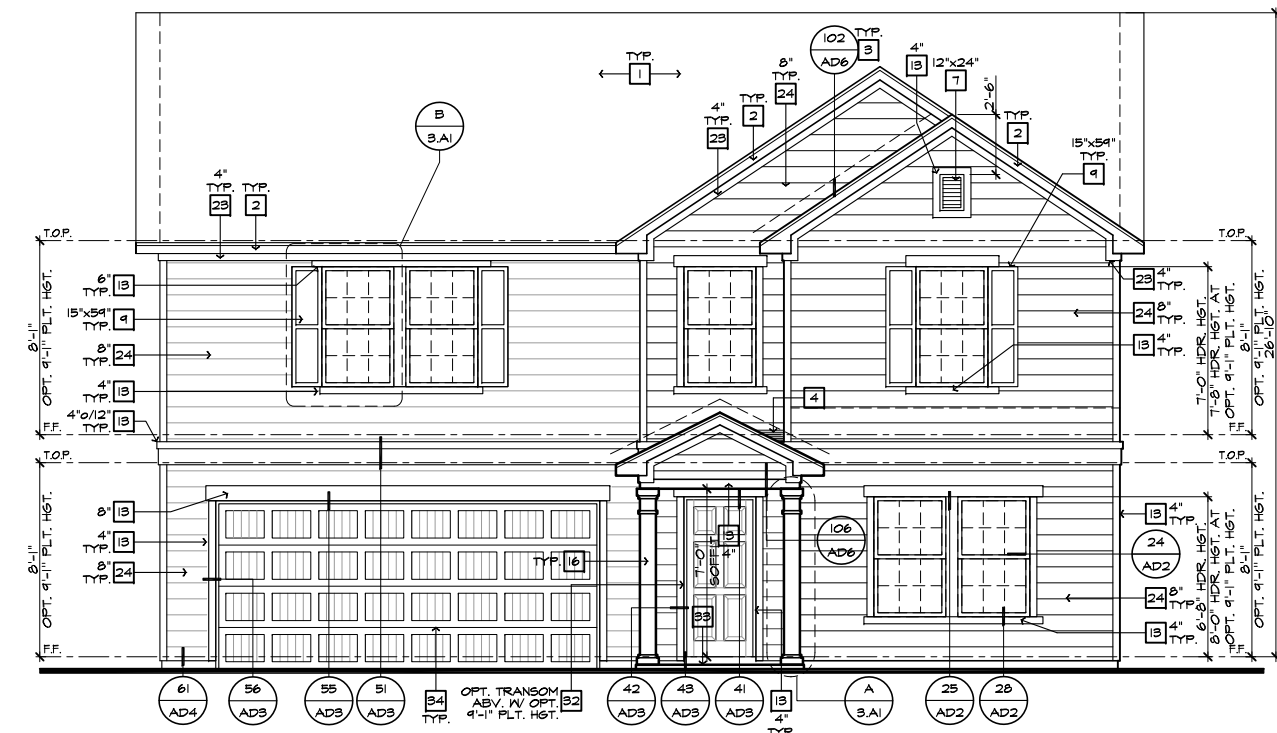 102
AD6
TYP.
3
4"
13
12"x24"
7
2'-6"
TYP.
1
8"
TYP.
24
TYP.
2
4"
TYP.
23
TYP.
2
15"x59"
TYP.
9
B
3.A1
4"
TYP.
23
TYP.
2
T.O.P.
T.O.P.
6"
TYP.
13
15"x59"
TYP.
9
8"
TYP.
24
4"
TYP.
13
4"o/12"
TYP.
13
8'-1"
OPT. 9'-1" PLT. HGT.
F.F.
23
4"
TYP.
24
8"
TYP.
13
4"
TYP.
4
7'-0" HDR. HGT.
7'-8" HDR. HGT. AT
OPT. 9'-1" PLT. HGT.
8'-1"
OPT. 9'-1" PLT. HGT.
26'-10"
F.F.
T.O.P.
T.O.P.
8"
13
4"
TYP.
13
8"
TYP.
24
8'-1"
OPT. 9'-1" PLT. HGT.
F.F.
TYP.
16
13
4"
7'-0"
SOFFIT
33
106
AD6
13
4"
TYP.
24
AD2
24
8"
TYP.
13
4"
TYP.
6'-8" HDR. HGT.
8'-0" HDR. HGT. AT
OPT. 9'-1" PLT. HGT.
8'-1"
OPT. 9'-1" PLT. HGT.
F.F.
61
AD4
56
AD3
55
AD3
51
AD3
34
TYP.
OPT. TRANSOM
ABV. W/ OPT.
9'-1" PLT. HGT.
32
42
AD3
43
AD3
41
AD3
13
4"
TYP.
A
3.A1
25
AD2
28
AD2